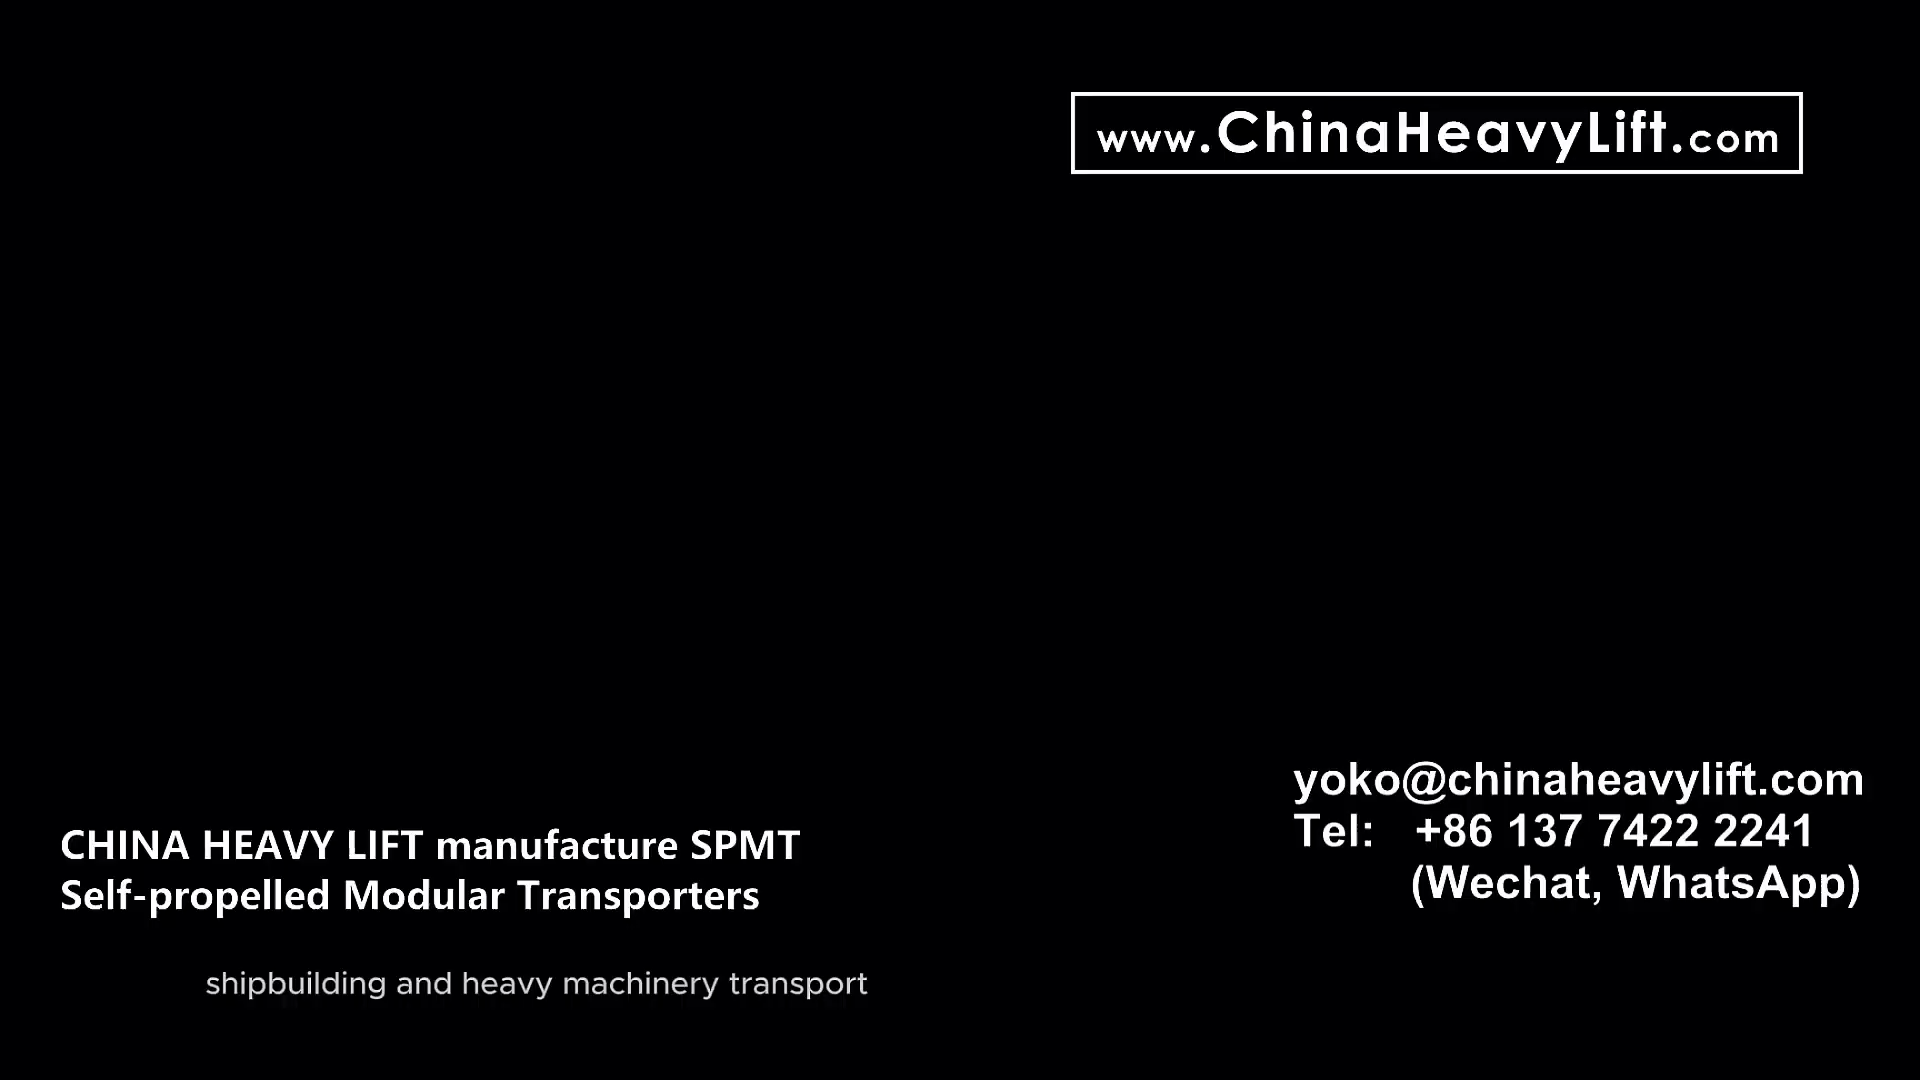 www.ChinaHeavyLift.com
yoko@chinaheavylift.com
Tel: +86 137 7422 2241
(Wechat, WhatsApp)
CHINA HEAVY LIFT manufacture SPMT
Self-propelled Modular Transporters
shipbuilding and heavy machinery transport